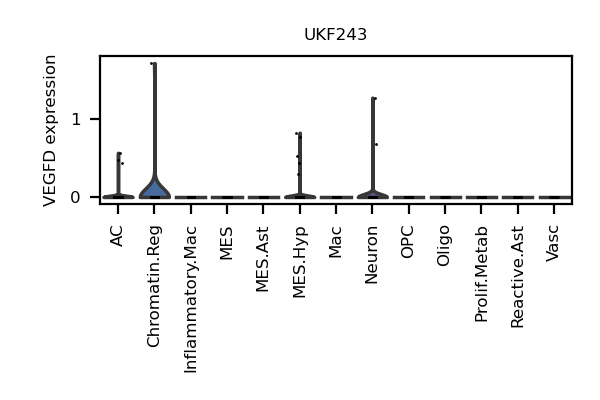 UKF243
VEGFD expression
1
0
AC
Chromatin.Reg
Inflammatory.Mac
MES
MES.Ast
MES.Hyp
Mac
Neuron
OPC
Oligo
Prolif.Metab
Reactive.Ast
Vasc